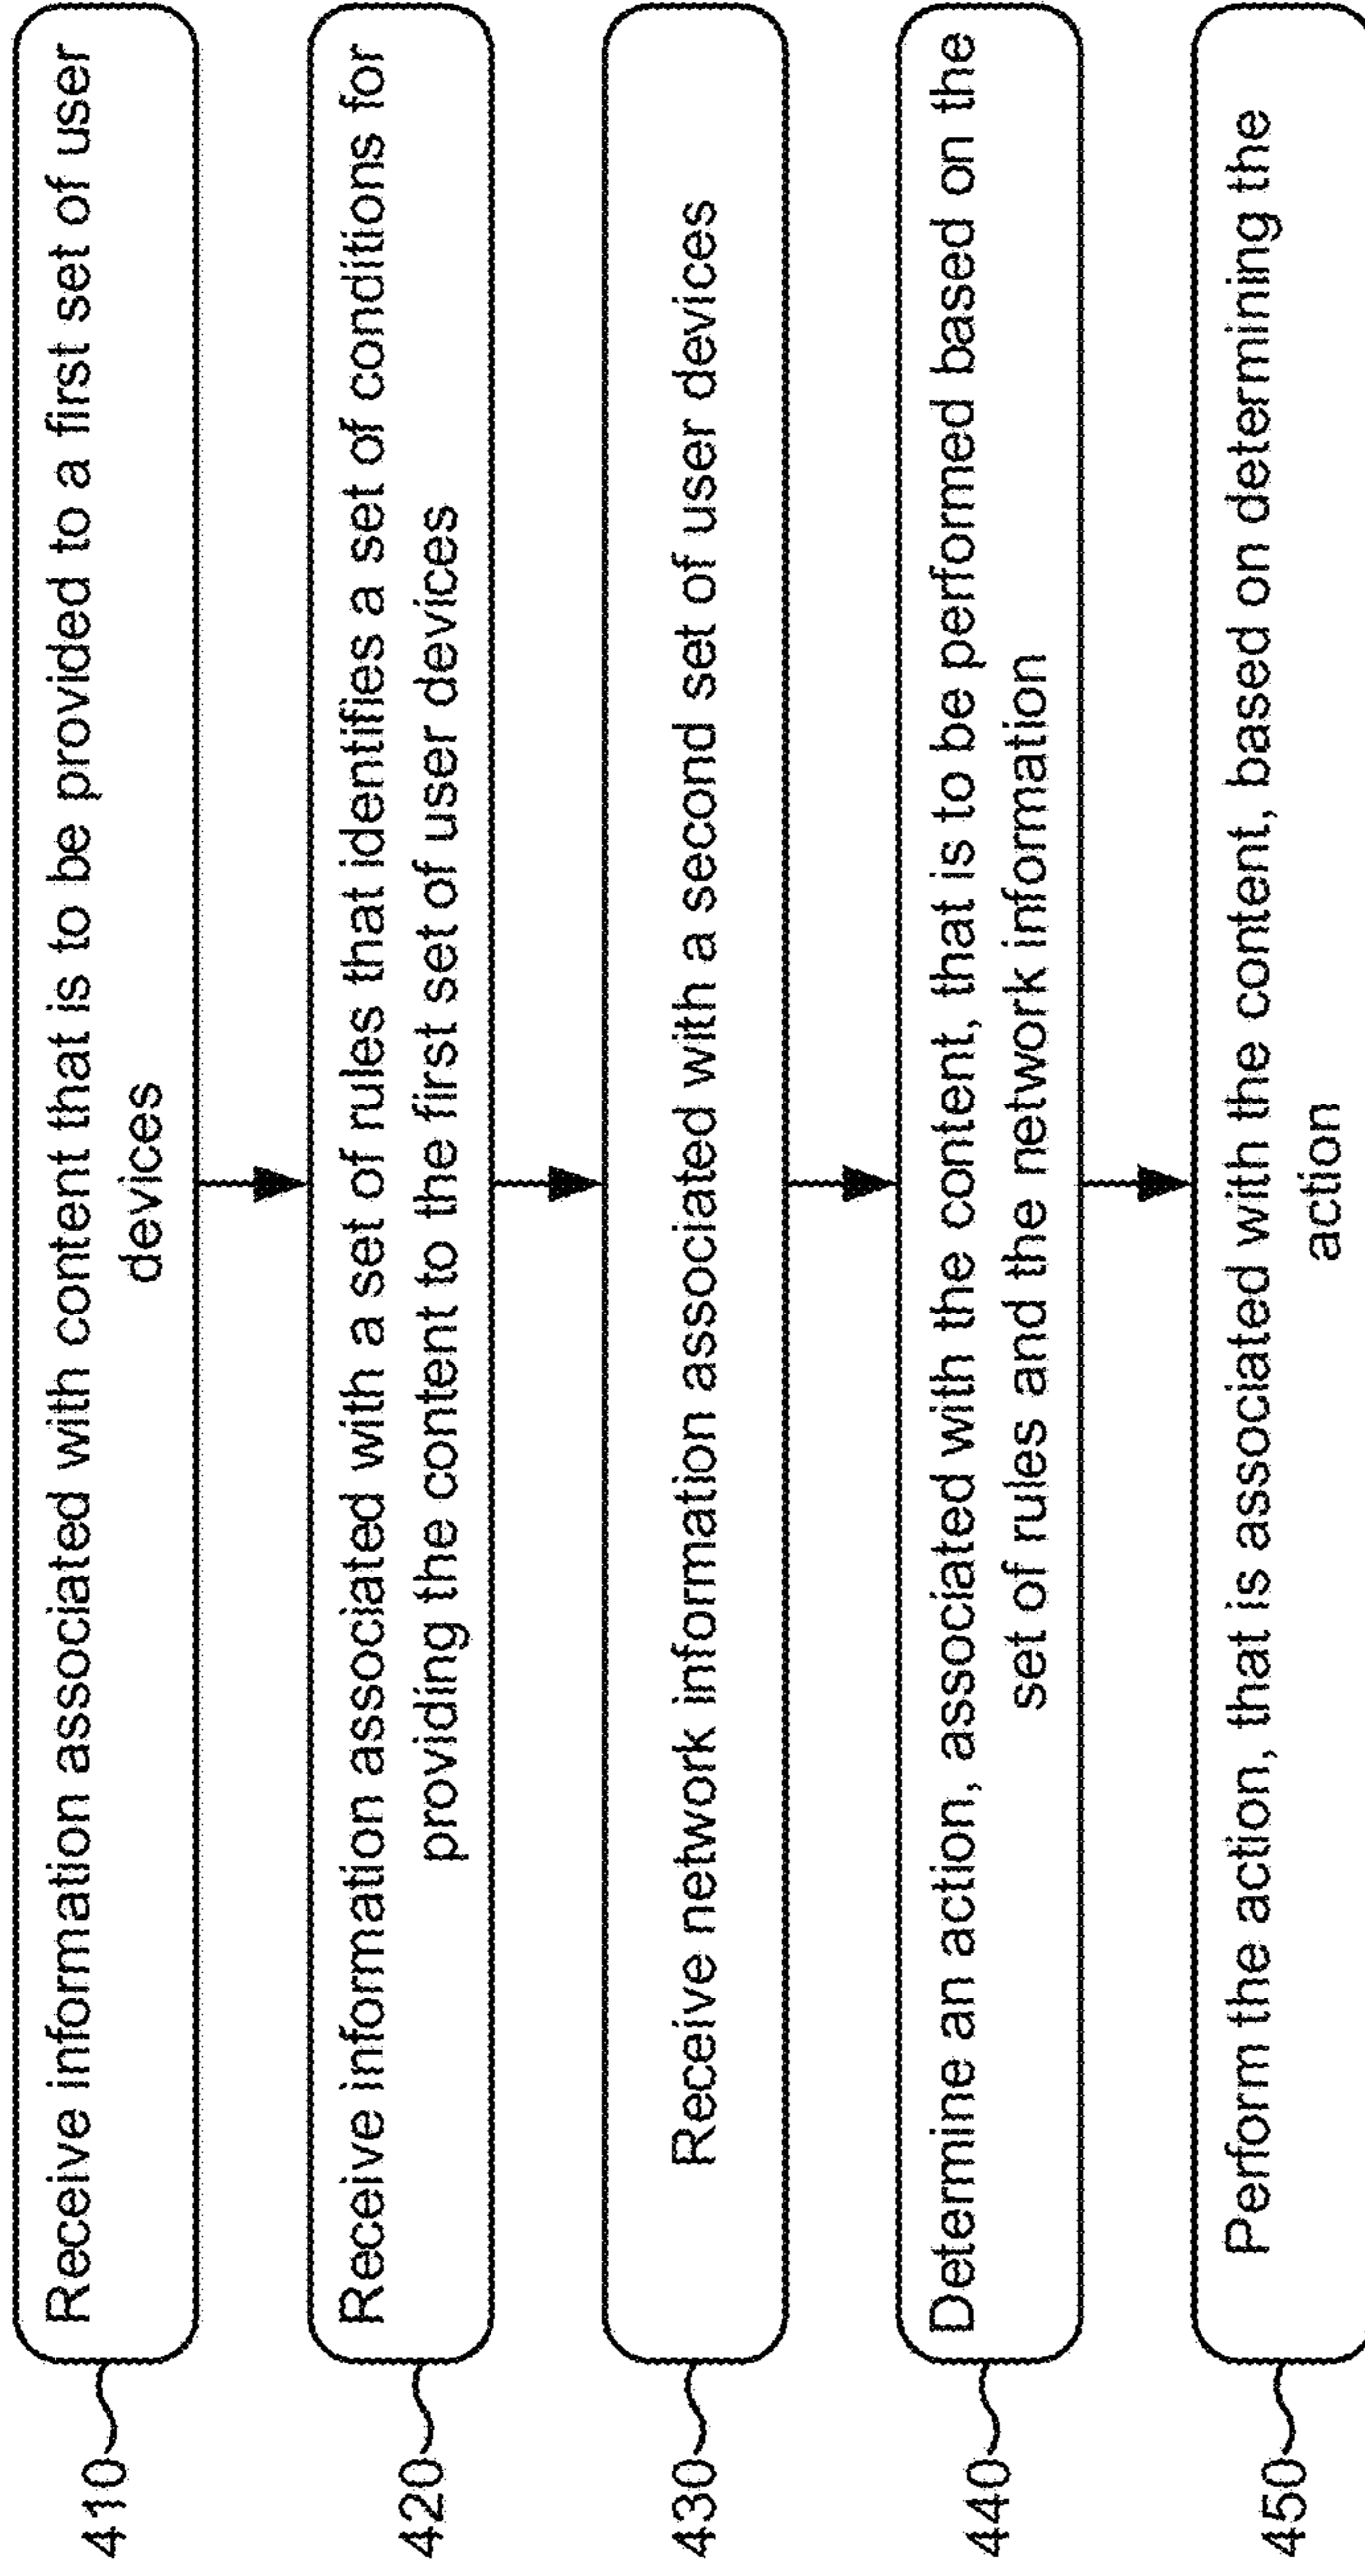 410
Receive information associated with content that is to be provided to a first set of user
devices
420
Receive information associated with a set of rules that identifies a set of conditions for
providing the content to the first set of user devices
430
Receive network information associated with a second set of user devices
440
Determine an action, associated with the content, that is to be performed based on the
set of rules and the network information
450
Perform the action, that is associated with the content, based on determining the
action